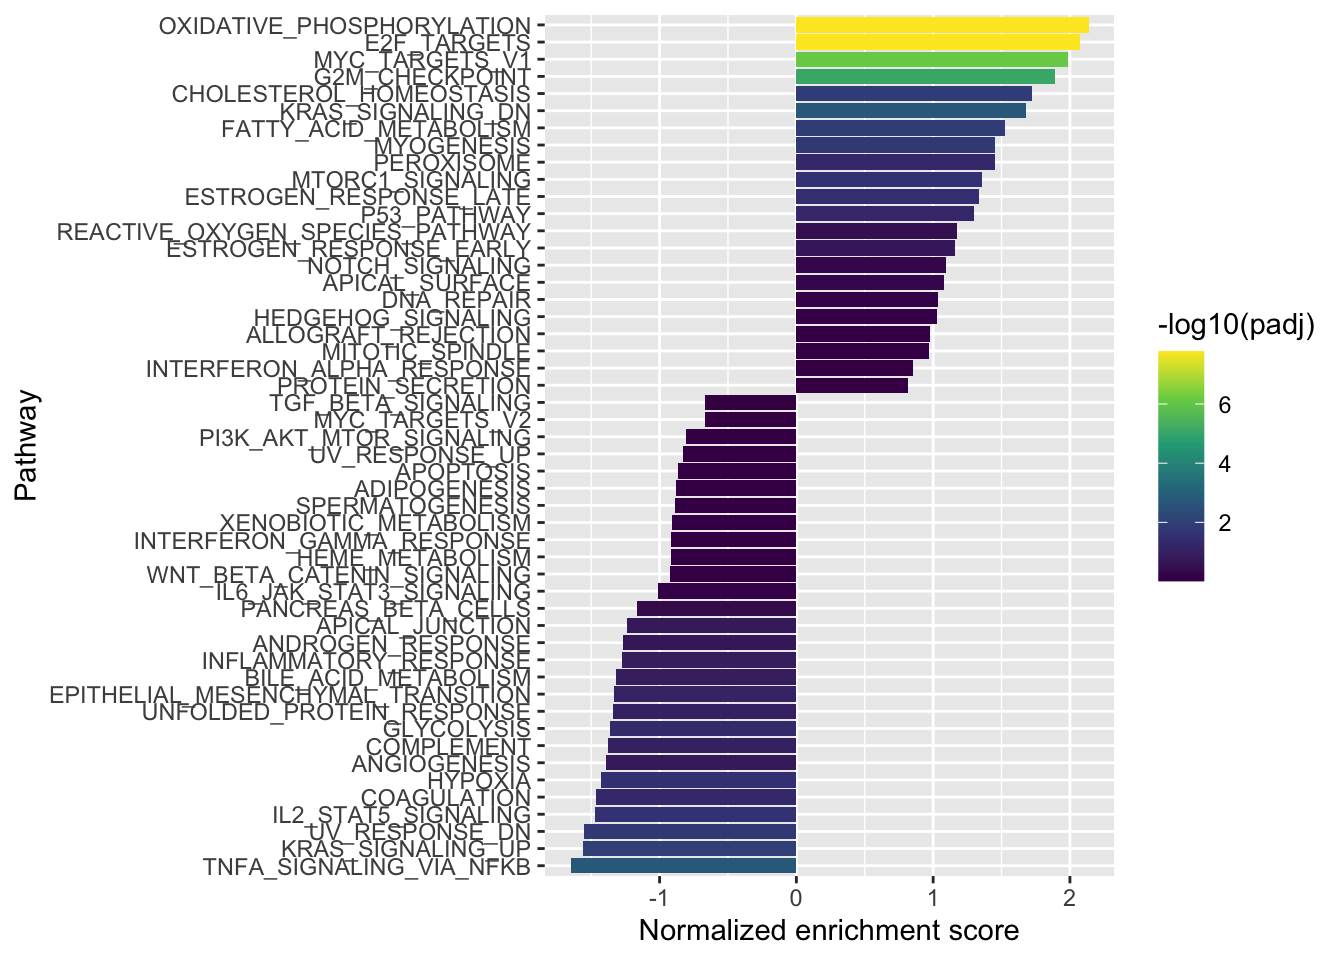 OXIDATIVE_PHOSPHORYLATION
E2F_TARGETS
MYC_TARGETS_V1
G2M_CHECKPOINT
CHOLESTEROL_HOMEOSTASIS
KRAS_SIGNALING_DN
FATTY_ACID_METABOLISM
MYOGENESIS
PEROXISOME
MTORC1_SIGNALING
ESTROGEN_RESPONSE_LATE
P53_PATHWAY
REACTIVE_OXYGEN_SPECIES_PATHWAY
ESTROGEN_RESPONSE_EARLY
NOTCH_SIGNALING
APICAL_SURFACE
DNA_REPAIR
HEDGEHOG_SIGNALING
ALLOGRAFT_REJECTION
MITOTIC_SPINDLE
INTERFERON_ALPHA_RESPONSE
PROTEIN_SECRETION
TGF_BETA_SIGNALING
MYC_TARGETS_V2
PI3K_AKT_MTOR_SIGNALING
UV_RESPONSE_UP
APOPTOSIS
ADIPOGENESIS
SPERMATOGENESIS
XENOBIOTIC_METABOLISM
INTERFERON_GAMMA_RESPONSE
HEME_METABOLISM
WNT_BETA_CATENIN_SIGNALING
IL6_JAK_STAT3_SIGNALING
PANCREAS_BETA_CELLS
APICAL_JUNCTION
ANDROGEN_RESPONSE
INFLAMMATORY_RESPONSE
BILE_ACID_METABOLISM
EPITHELIAL_MESENCHYMAL_TRANSITION
UNFOLDED_PROTEIN_RESPONSE
GLYCOLYSIS
COMPLEMENT
ANGIOGENESIS
HYPOXIA
COAGULATION
IL2_STAT5_SIGNALING
UV_RESPONSE_DN
KRAS_SIGNALING_UP
TNFA_SIGNALING_VIA_NFKB
Pathway
-1 0 1 2
Normalized enrichment score
-log10(padj)
6
4
2